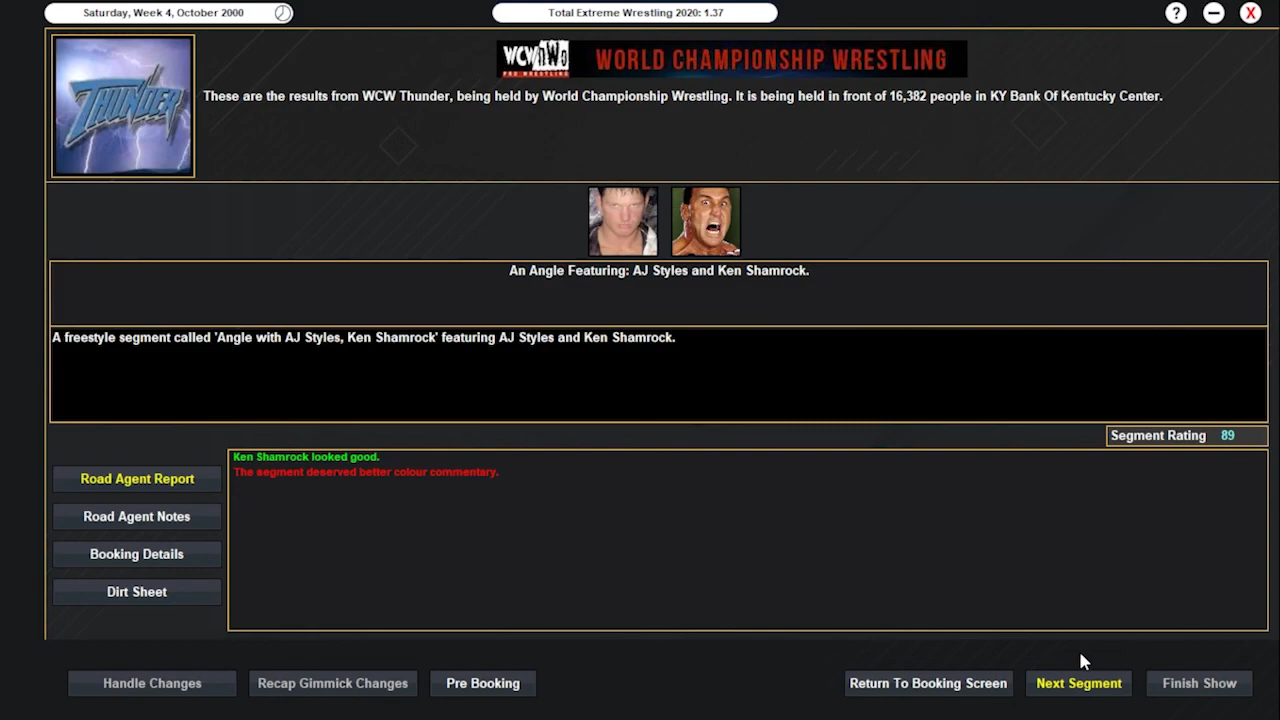 Saturday, Week 4, October 2000
Total Extreme Wrestling 2020: 1.37
?
X
THUNDER
WCW nWo
PRO WRESTLING
WORLD CHAMPIONSHIP WRESTLING
These are the results from WCW Thunder, being held by World Championship Wrestling. It is being held in front of 16,382 people in KY Bank Of Kentucky Center.
An Angle Featuring: AJ Styles and Ken Shamrock.
A freestyle segment called 'Angle with AJ Styles, Ken Shamrock' featuring AJ Styles and Ken Shamrock.
Segment Rating 89
Ken Shamrock looked good.
The segment deserved better colour commentary.
Road Agent Report
Road Agent Notes
Booking Details
Dirt Sheet
Handle Changes
Recap Gimmick Changes
Pre Booking
Return To Booking Screen
Next Segment
Finish Show